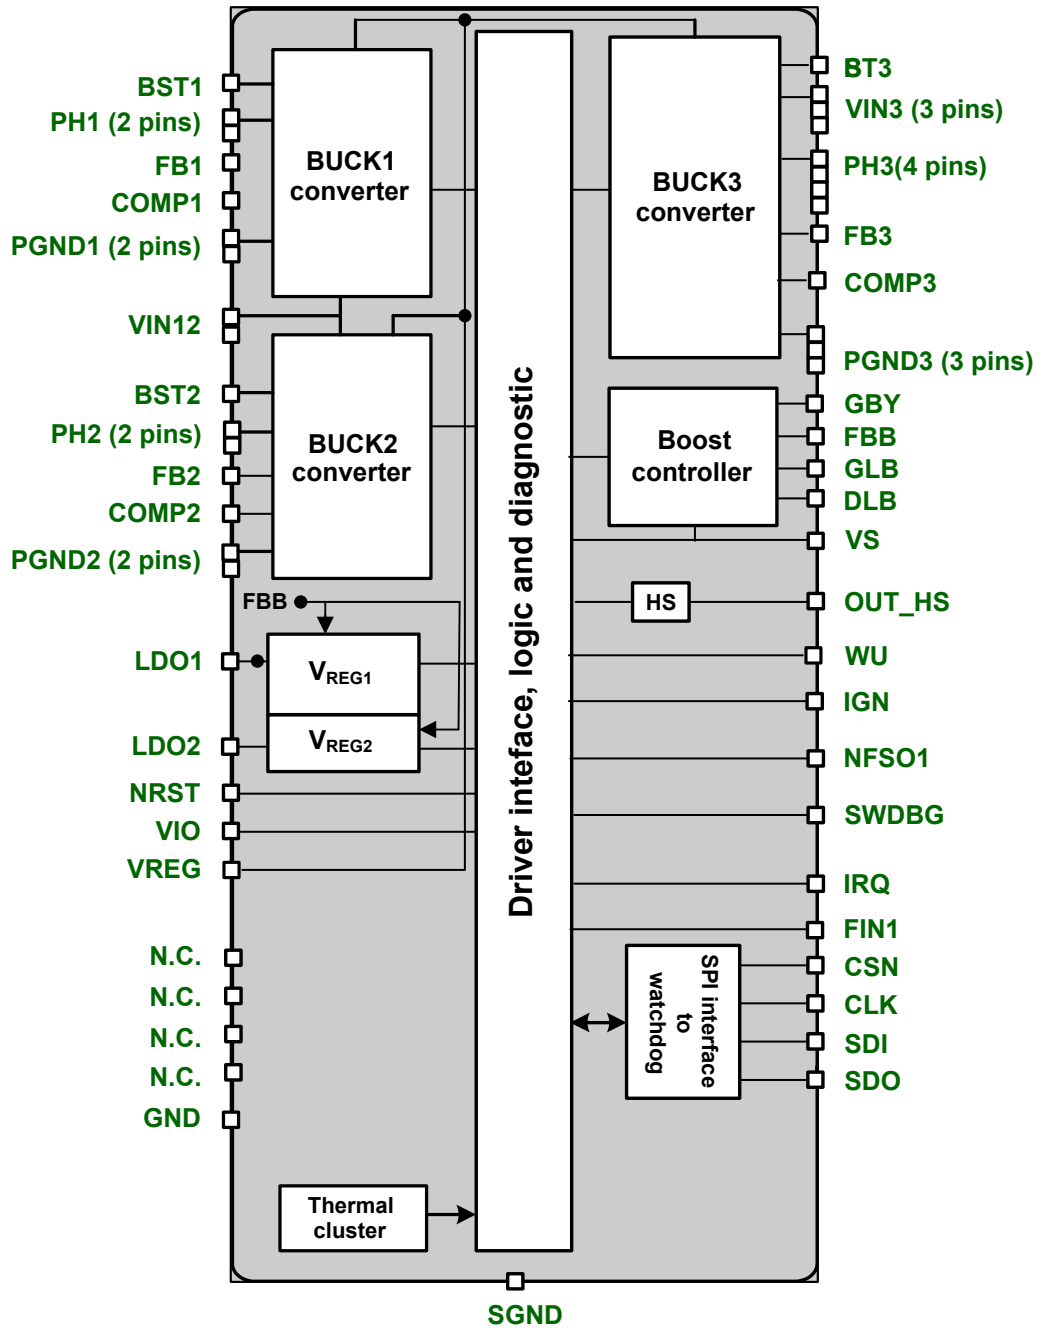 BST1
PH1 (2 pins)
FB1
COMP1
PGND1 (2 pins)
VIN12
BST2
PH2 (2 pins)
FB2
COMP2
PGND2 (2 pins)
LDO1
LDO2
NRST
VIO
VREG
N.C.
N.C.
N.C.
N.C.
GND
BUCK1
converter
BUCK2
converter
FBB
VREG1
VREG2
Thermal
cluster
Driver inteface, logic and diagnostic
BUCK3
converter
Boost
controller
HS
SPI interface
to
watchdog
BT3
VIN3 (3 pins)
PH3(4 pins)
FB3
COMP3
PGND3 (3 pins)
GBY
FBB
GLB
DLB
VS
OUT_HS
WU
IGN
NFSO1
SWDBG
IRQ
FIN1
CSN
CLK
SDI
SDO
SGND